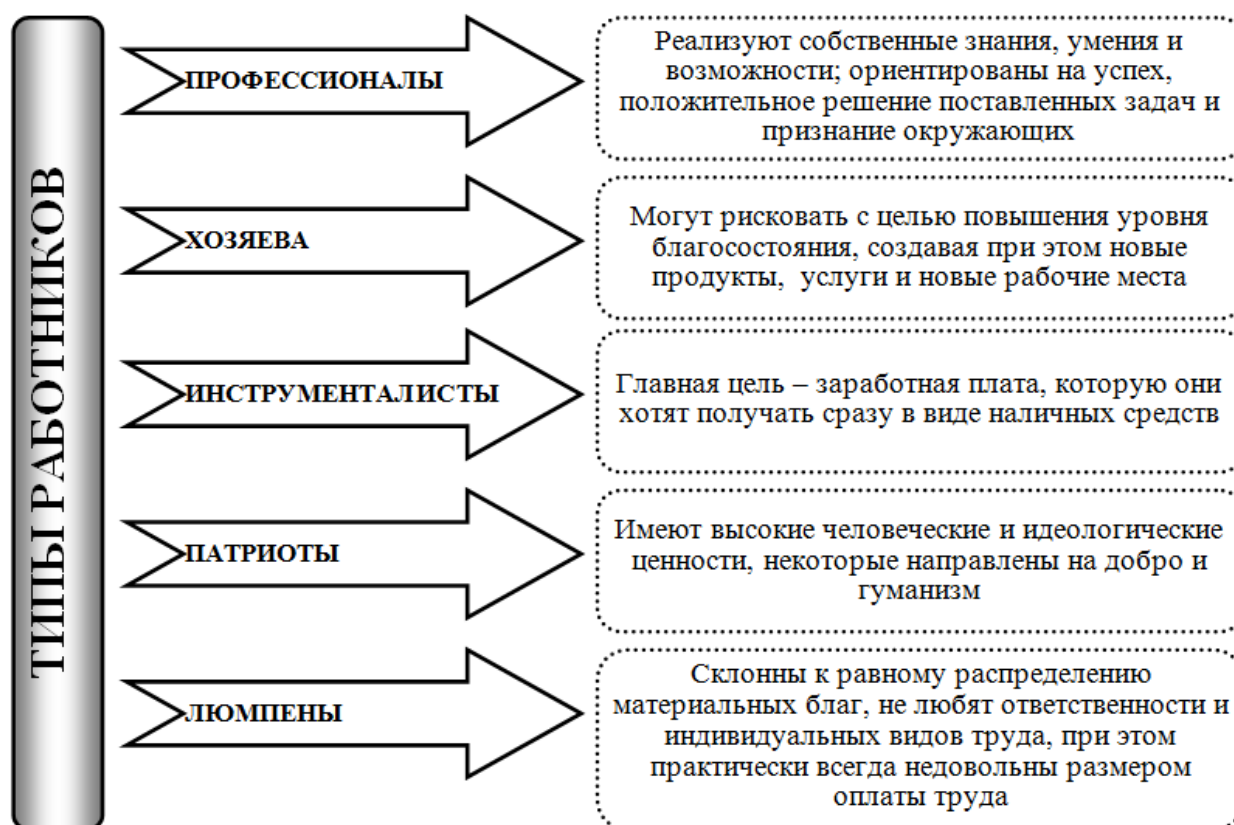 ТИПЫ РАБОТНИКОВ
ПРОФЕССИОНАЛЫ
Реализуют собственные знания, умения и
возможности; ориентированы на успех,
положительное решение поставленных задач и
признание окружающих
ХОЗЯЕВА
Могут рисковать с целью повышения уровня
благосостояния, создавая при этом новые
продукты, услуги и новые рабочие места
ИНСТРУМЕНТАЛИСТЫ
Главная цель – заработная плата, которую они
хотят получать сразу в виде наличных средств
ПАТРИОТЫ
Имеют высокие человеческие и идеологические
ценности, некоторые направлены на добро и
гуманизм
ЛЮМПЕНЫ
Склонны к равному распределению
материальных благ, не любят ответственности и
индивидуальных видов труда, при этом
практически всегда недовольны размером
оплаты труда